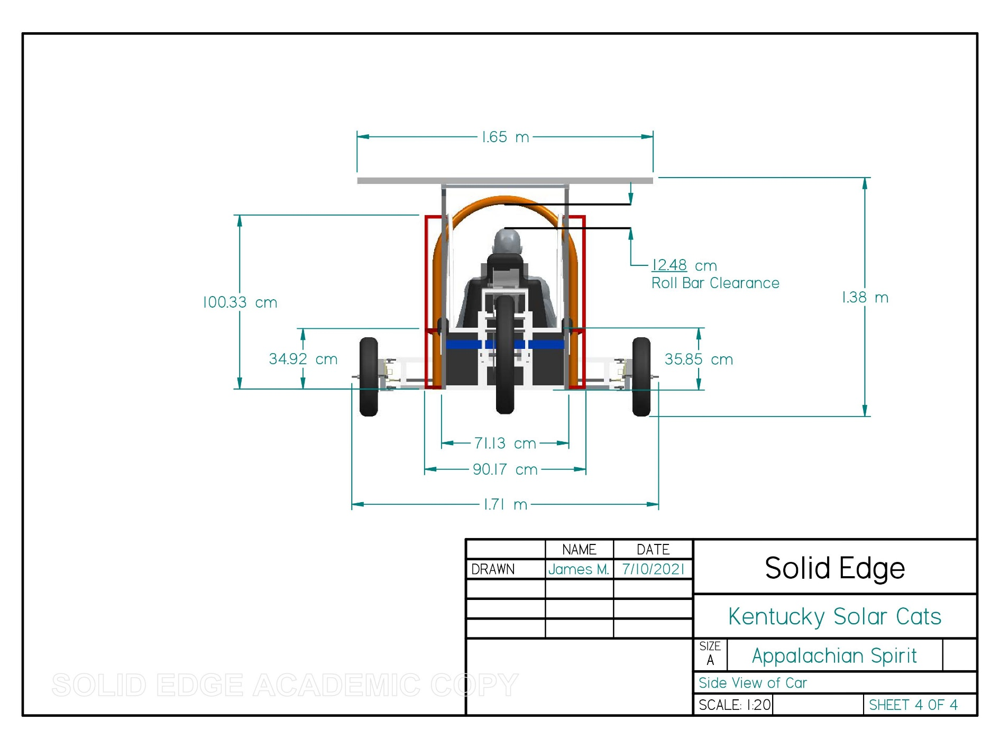 1.65 m
12.48 cm
Roll Bar Clearance
100.33 cm
1.38 m
34.92 cm
35.85 cm
71.13 cm
90.17 cm
1.71 m
NAME DATE
DRAWN James M. 7/10/2021
Solid Edge
Kentucky Solar Cats
SIZE
A
Appalachian Spirit
Side View of Car
SCALE: 1:20
SHEET 4 OF 4
SOLID EDGE ACADEMIC COPY